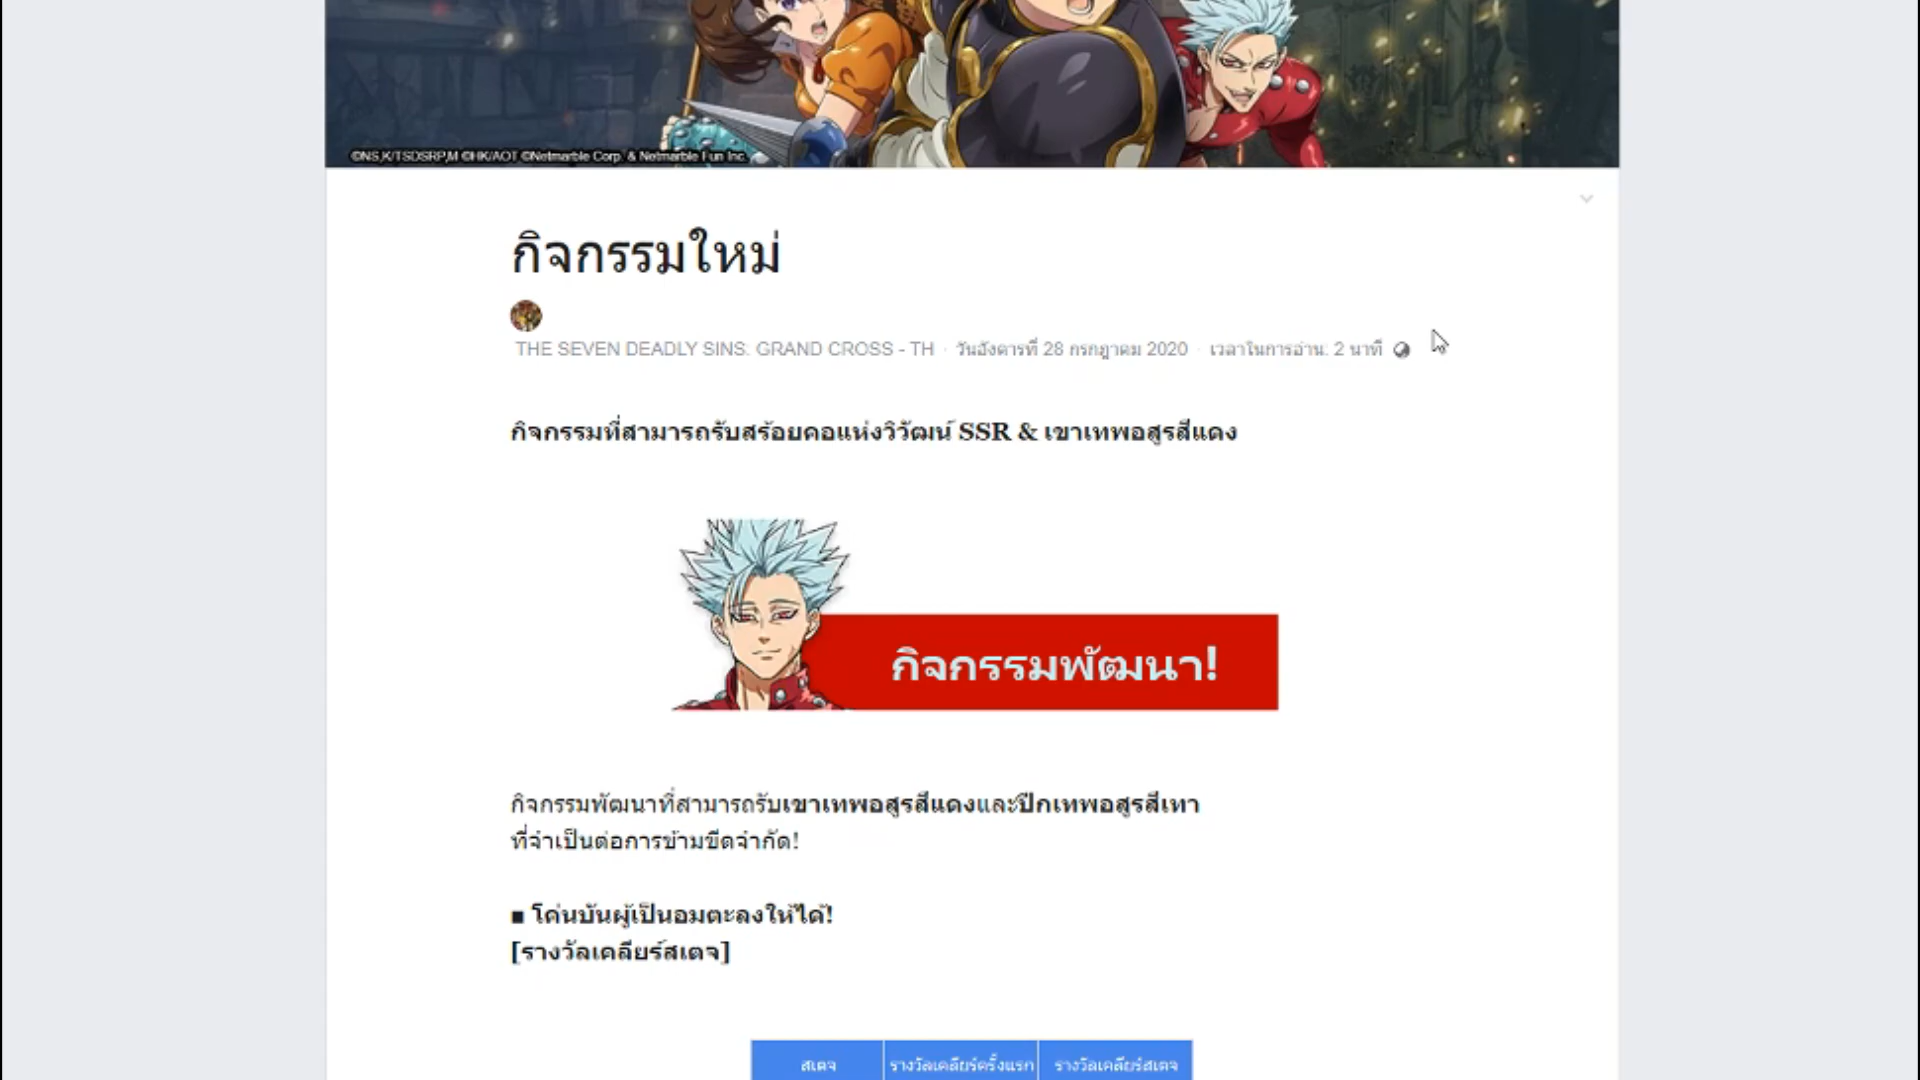 ©NS,K/TSDSRP,M ©HK/AOT ©Netmarble Corp. & Netmarble Fun Inc.
กิจกรรมใหม่
THE SEVEN DEADLY SINS: GRAND CROSS - TH · วันอังคารที่ 28 กรกฎาคม 2020 · เวลาในการอ่าน: 2 นาที
กิจกรรมที่สามารถรับสร้อยคอแห่งวิวัฒน์ SSR & เขาเทพอสูรสีแดง
กิจกรรมพัฒนา!
กิจกรรมพัฒนาที่สามารถรับเขาเทพอสูรสีแดงและปีกเทพอสูรสีเทา
ที่จำเป็นต่อการข้ามขีดจำกัด!
■ โค่นบันผู้เป็นอมตะลงให้ได้!
[รางวัลเคลียร์สเตจ]
สเตจ รางวัลเคลียร์ครั้งแรก รางวัลเคลียร์สเตจ